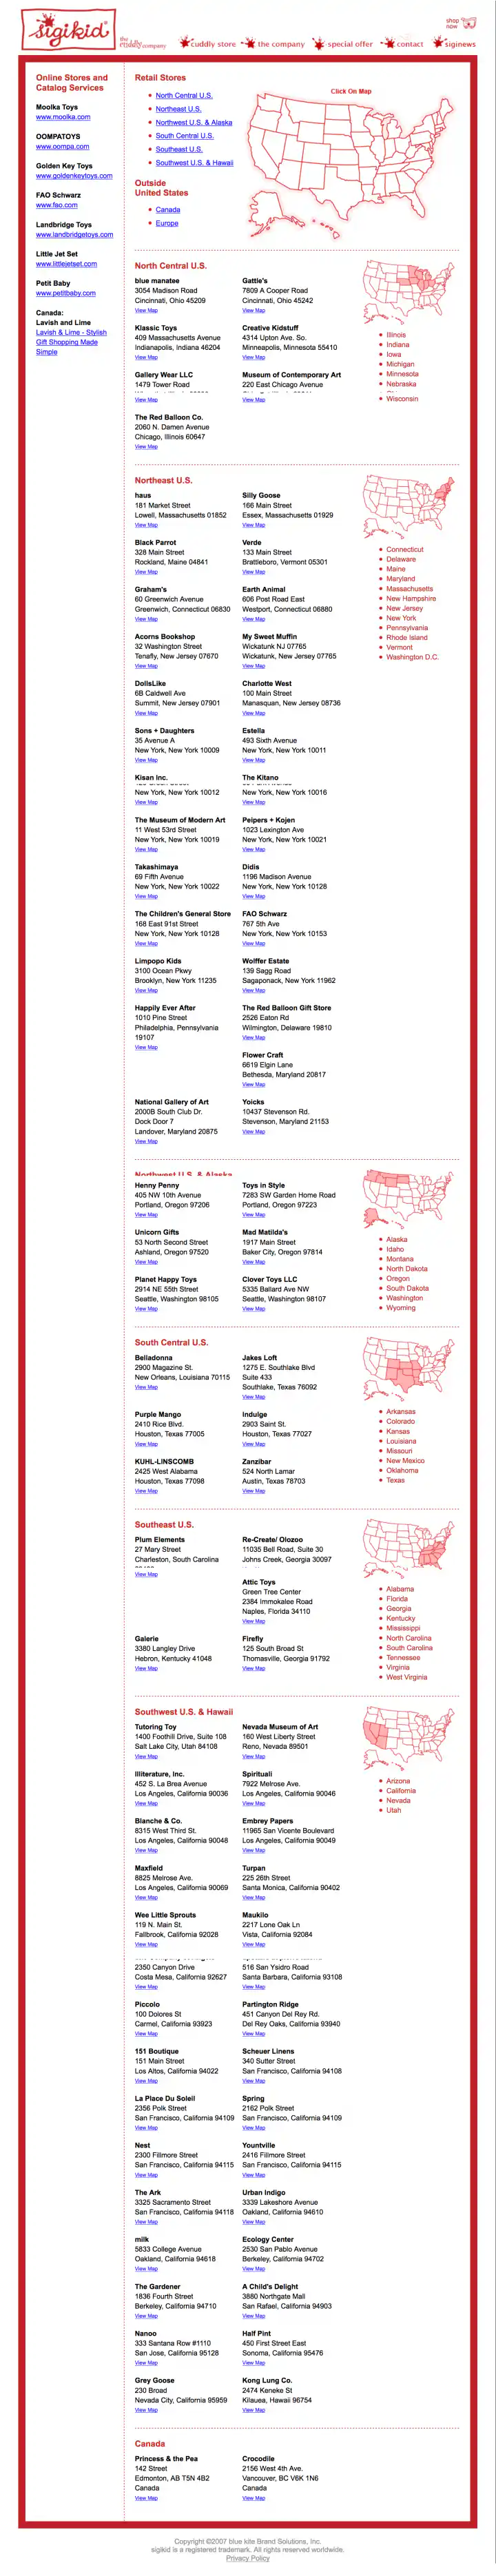 sigikid
the cuddly company
shop now
cuddly store
the company
special offer
contact
siginews
Online Stores and
Catalog Services
Moolka Toys
www.moolka.com
OOMPATOYS
www.oompa.com
Golden Key Toys
www.goldenkeytoys.com
FAO Schwarz
www.fao.com
Landbridge Toys
www.landbridgetoys.com
Little Jet Set
www.littlejetset.com
Petit Baby
www.petitbaby.com
Canada:
Lavish and Lime
Lavish & Lime - Stylish
Gift Shopping Made
Simple
Retail Stores
North Central U.S.
Northeast U.S.
Northwest U.S. & Alaska
South Central U.S.
Southeast U.S.
Southwest U.S. & Hawaii
Outside
United States
Canada
Europe
Click On Map
North Central U.S.
blue manatee
3054 Madison Road
Cincinnati, Ohio 45209
View Map
Gattle's
7809 A Cooper Road
Cincinnati, Ohio 45242
View Map
Klassic Toys
409 Massachusetts Avenue
Indianapolis, Indiana 46204
View Map
Creative Kidstuff
4314 Upton Ave. So.
Minneapolis, Minnesota 55410
View Map
Gallery Wear LLC
1479 Tower Road
View Map
Museum of Contemporary Art
220 East Chicago Avenue
View Map
The Red Balloon Co.
2060 N. Damen Avenue
Chicago, Illinois 60647
View Map
Illinois
Indiana
Iowa
Michigan
Minnesota
Nebraska
Wisconsin
Northeast U.S.
haus
181 Market Street
Lowell, Massachusetts 01852
View Map
Silly Goose
166 Main Street
Essex, Massachusetts 01929
View Map
Black Parrot
328 Main Street
Rockland, Maine 04841
View Map
Verde
133 Main Street
Brattleboro, Vermont 05301
View Map
Graham's
60 Greenwich Avenue
Greenwich, Connecticut 06830
View Map
Earth Animal
606 Post Road East
Westport, Connecticut 06880
View Map
Acorns Bookshop
32 Washington Street
Tenafly, New Jersey 07670
View Map
My Sweet Muffin
Wickatunk NJ 07765
Wickatunk, New Jersey 07765
View Map
DollsLike
6B Caldwell Ave
Summit, New Jersey 07901
View Map
Charlotte West
100 Main Street
Manasquan, New Jersey 08736
View Map
Sons + Daughters
35 Avenue A
New York, New York 10009
View Map
Estella
493 Sixth Avenue
New York, New York 10011
View Map
Kisan Inc.
New York, New York 10012
View Map
The Kitano
New York, New York 10016
View Map
The Museum of Modern Art
11 West 53rd Street
New York, New York 10019
View Map
Peipers + Kojen
1023 Lexington Ave
New York, New York 10021
View Map
Takashimaya
69 Fifth Avenue
New York, New York 10022
View Map
Didis
1196 Madison Avenue
New York, New York 10128
View Map
The Children's General Store
168 East 91st Street
New York, New York 10128
View Map
FAO Schwarz
767 5th Ave
New York, New York 10153
View Map
Limpopo Kids
3100 Ocean Pkwy
Brooklyn, New York 11235
View Map
Wolffer Estate
139 Sagg Road
Sagaponack, New York 11962
View Map
Happily Ever After
1010 Pine Street
Philadelphia, Pennsylvania
19107
View Map
The Red Balloon Gift Store
2526 Eaton Rd
Wilmington, Delaware 19810
View Map
Flower Craft
6619 Elgin Lane
Bethesda, Maryland 20817
View Map
National Gallery of Art
2000B South Club Dr.
Dock Door 7
Landover, Maryland 20875
View Map
Yoicks
10437 Stevenson Rd.
Stevenson, Maryland 21153
View Map
Connecticut
Delaware
Maine
Maryland
Massachusetts
New Hampshire
New Jersey
New York
Pennsylvania
Rhode Island
Vermont
Washington D.C.
Northwest U.S. & Alaska
Henny Penny
405 NW 10th Avenue
Portland, Oregon 97206
View Map
Toys in Style
7283 SW Garden Home Road
Portland, Oregon 97223
View Map
Unicorn Gifts
53 North Second Street
Ashland, Oregon 97520
View Map
Mad Matilda's
1917 Main Street
Baker City, Oregon 97814
View Map
Planet Happy Toys
2914 NE 55th Street
Seattle, Washington 98105
View Map
Clover Toys LLC
5335 Ballard Ave NW
Seattle, Washington 98107
View Map
Alaska
Idaho
Montana
North Dakota
Oregon
South Dakota
Washington
Wyoming
South Central U.S.
Belladonna
2900 Magazine St.
New Orleans, Louisiana 70115
View Map
Jakes Loft
1275 E. Southlake Blvd
Suite 433
Southlake, Texas 76092
View Map
Purple Mango
2410 Rice Blvd.
Houston, Texas 77005
View Map
Indulge
2903 Saint St.
Houston, Texas 77027
View Map
KUHL-LINSCOMB
2425 West Alabama
Houston, Texas 77098
View Map
Zanzibar
524 North Lamar
Austin, Texas 78703
View Map
Arkansas
Colorado
Kansas
Louisiana
Missouri
New Mexico
Oklahoma
Texas
Southeast U.S.
Plum Elements
27 Mary Street
Charleston, South Carolina
View Map
Re-Create/ Olozoo
11035 Bell Road, Suite 30
Johns Creek, Georgia 30097
Attic Toys
Green Tree Center
2384 Immokalee Road
Naples, Florida 34110
View Map
Galerie
3380 Langley Drive
Hebron, Kentucky 41048
View Map
Firefly
125 South Broad St
Thomasville, Georgia 91792
View Map
Alabama
Florida
Georgia
Kentucky
Mississippi
North Carolina
South Carolina
Tennessee
Virginia
West Virginia
Southwest U.S. & Hawaii
Tutoring Toy
1400 Foothill Drive, Suite 108
Salt Lake City, Utah 84108
View Map
Nevada Museum of Art
160 West Liberty Street
Reno, Nevada 89501
View Map
Illiterature, Inc.
452 S. La Brea Avenue
Los Angeles, California 90036
View Map
Spirituali
7922 Melrose Ave.
Los Angeles, California 90046
View Map
Blanche & Co.
8315 West Third St.
Los Angeles, California 90048
View Map
Embrey Papers
11965 San Vicente Boulevard
Los Angeles, California 90049
View Map
Maxfield
8825 Melrose Ave.
Los Angeles, California 90069
View Map
Turpan
225 26th Street
Santa Monica, California 90402
View Map
Wee Little Sprouts
119 N. Main St.
Fallbrook, California 92028
View Map
Maukilo
2217 Lone Oak Ln
Vista, California 92084
View Map
2350 Canyon Drive
Costa Mesa, California 92627
View Map
516 San Ysidro Road
Santa Barbara, California 93108
View Map
Piccolo
100 Dolores St
Carmel, California 93923
View Map
Partington Ridge
451 Canyon Del Rey Rd.
Del Rey Oaks, California 93940
View Map
151 Boutique
151 Main Street
Los Altos, California 94022
View Map
Scheuer Linens
340 Sutter Street
San Francisco, California 94108
View Map
La Place Du Soleil
2356 Polk Street
San Francisco, California 94109
View Map
Spring
2162 Polk Street
San Francisco, California 94109
View Map
Nest
2300 Fillmore Street
San Francisco, California 94115
View Map
Yountville
2416 Fillmore Street
San Francisco, California 94115
View Map
The Ark
3325 Sacramento Street
San Francisco, California 94118
View Map
Urban Indigo
3339 Lakeshore Avenue
Oakland, California 94610
View Map
milk
5833 College Avenue
Oakland, California 94618
View Map
Ecology Center
2530 San Pablo Avenue
Berkeley, California 94702
View Map
The Gardener
1836 Fourth Street
Berkeley, California 94710
View Map
A Child's Delight
3880 Northgate Mall
San Rafael, California 94903
View Map
Nanoo
333 Santana Row #1110
San Jose, California 95128
View Map
Half Pint
450 First Street East
Sonoma, California 95476
View Map
Grey Goose
230 Broad
Nevada City, California 95959
View Map
Kong Lung Co.
2474 Keneke St
Kilauea, Hawaii 96754
View Map
Arizona
California
Nevada
Utah
Canada
Princess & the Pea
142 Street
Edmonton, AB T5N 4B2
Canada
View Map
Crocodile
2156 West 4th Ave.
Vancouver, BC V6K 1N6
Canada
View Map
Copyright ©2007 blue kite Brand Solutions, Inc.
sigikid is a registered trademark. All rights reserved worldwide.
Privacy Policy